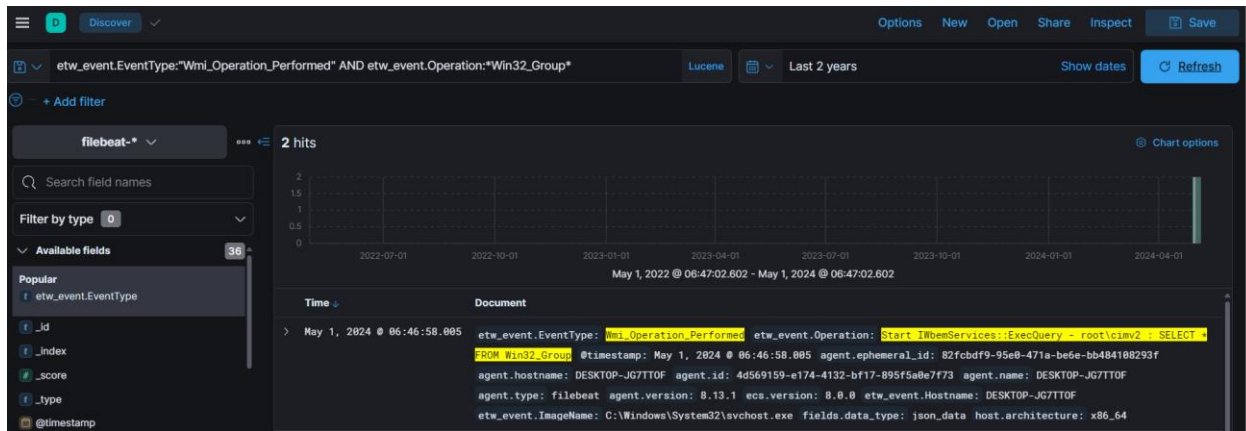 D Discover Options New Open Share Inspect Save
etw_event.EventType:"Wmi_Operation_Performed" AND etw_event.Operation:*Win32_Group* Lucene Last 2 years Show dates Refresh
+ Add filter
filebeat-*
2 hits
Chart options
Search field names
Filter by type 0
Available fields 36
Popular
t etw_event.EventType
t _id
t _index
# _score
t _type
@timestamp
2
1.5
1
0.5
0
2022-07-01 2022-10-01 2023-01-01 2023-04-01 2023-07-01 2023-10-01 2024-01-01 2024-04-01
May 1, 2022 @ 06:47:02.602 - May 1, 2024 @ 06:47:02.602
Time Document
May 1, 2024 @ 06:46:58.005 etw_event.EventType: Wmi_Operation_Performed etw_event.Operation: Start IWbemServices::ExecQuery - root\cimv2 : SELECT *
FROM Win32_Group @timestamp: May 1, 2024 @ 06:46:58.005 agent.ephemeral_id: 82fcbdf9-95e0-471a-be6e-bb484108293f
agent.hostname: DESKTOP-JG7TTOF agent.id: 4d569159-e174-4132-bf17-895f5a0e7f73 agent.name: DESKTOP-JG7TTOF
agent.type: filebeat agent.version: 8.13.1 ecs.version: 8.0.0 etw_event.Hostname: DESKTOP-JG7TTOF
etw_event.ImageName: C:\Windows\System32\svchost.exe fields.data_type: json_data host.architecture: x86_64